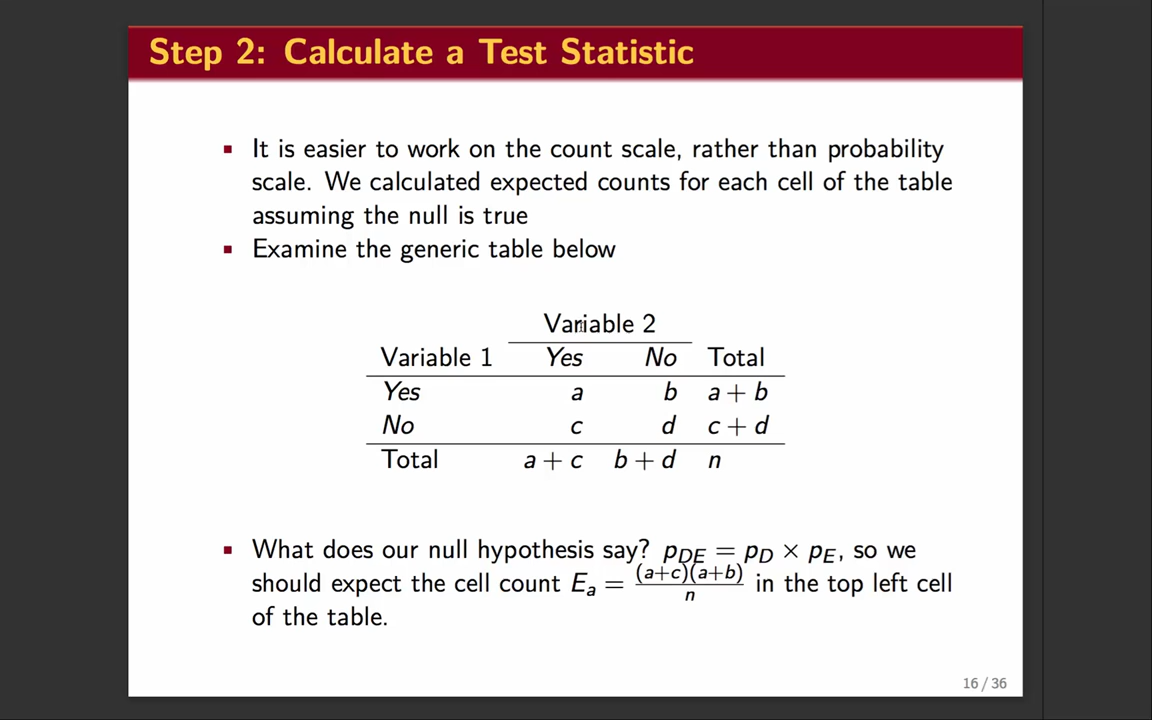 Step 2: Calculate a Test Statistic
It is easier to work on the count scale, rather than probability
scale. We calculated expected counts for each cell of the table
assuming the null is true
Examine the generic table below
Variable 2
Variable 1 Yes No Total
Yes a b a + b
No c d c + d
Total a + c b + d n
What does our null hypothesis say? p_DE = p_D × p_E, so we
should expect the cell count E_a = (a+c)(a+b)/n in the top left cell
of the table.
16 / 36